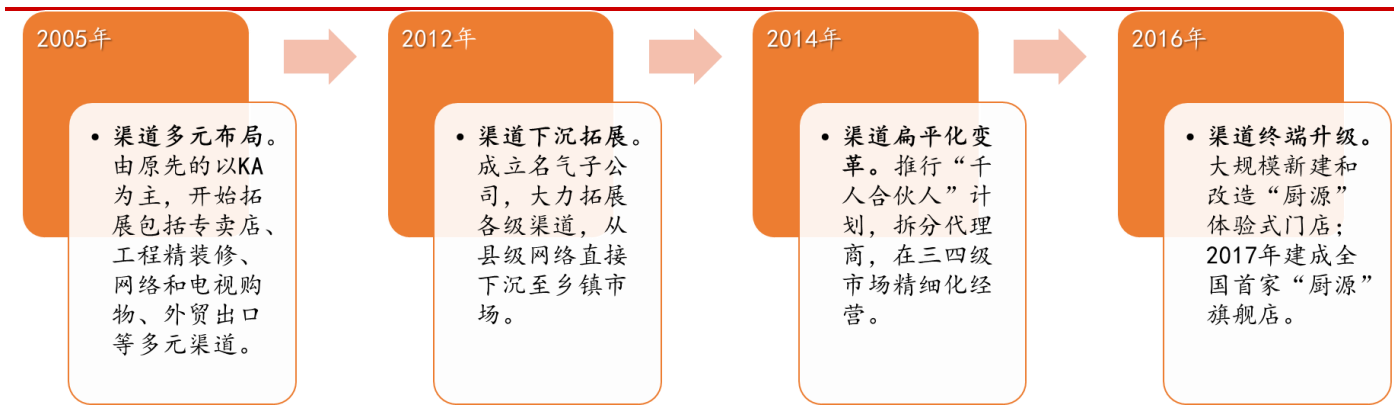 2005年
• 渠道多元布局。
由原先的以KA
为主，开始拓
展包括专卖店、
工程精装修、
网络和电视购
物、外贸出口
等多元渠道。
2012年
• 渠道下沉拓展。
成立名气子公
司，大力拓展
各级渠道，从
县级网络直接
下沉至乡镇市
场。
2014年
• 渠道扁平化变
革。推行“千
人合伙人”计
划，拆分代理
商，在三四级
市场精细化经
营。
2016年
• 渠道终端升级。
大规模新建和
改造“厨源”
体验式门店；
2017年建成全
国首家“厨源”
旗舰店。